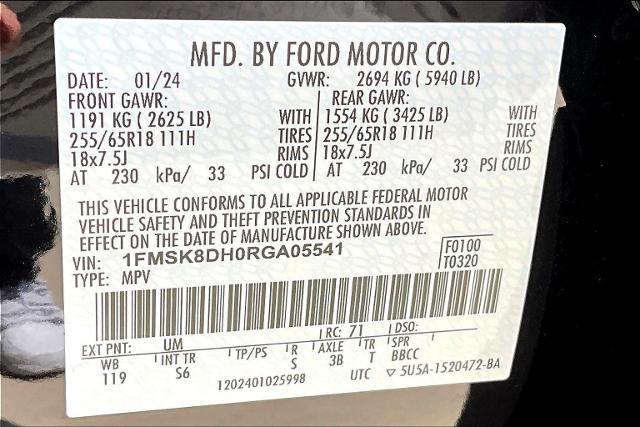 MFD. BY FORD MOTOR CO.
DATE: 01/24 GVWR: 2694 KG ( 5940 LB)
FRONT GAWR: REAR GAWR:
1191 KG ( 2625 LB) WITH 1554 KG ( 3425 LB) WITH
255/65R18 111H TIRES 255/65R18 111H TIRES
18x7.5J RIMS 18x7.5J RIMS
AT 230 kPa/ 33 PSI COLD AT 230 kPa/ 33 PSI COLD
THIS VEHICLE CONFORMS TO ALL APPLICABLE FEDERAL MOTOR
VEHICLE SAFETY AND THEFT PREVENTION STANDARDS IN
EFFECT ON THE DATE OF MANUFACTURE SHOWN ABOVE.
VIN: 1FMSK8DH0RGA05541 F0100
TYPE: MPV T0320
EXT PNT: UM RC: 71 DSO:
WB INT TR TP/PS R AXLE TR SPR
119 S6 S 3B T BBCC
1202401025998 UTC ▽ 5U5A-1520472-BA